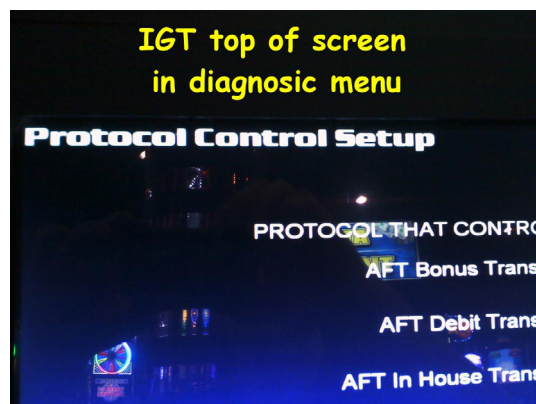 IGT top of screen
in diagnosic menu
Protocol Control Setup
PROTOCOL THAT CONTRO
AFT Bonus Trans
AFT Debit Trans
AFT In House Trans